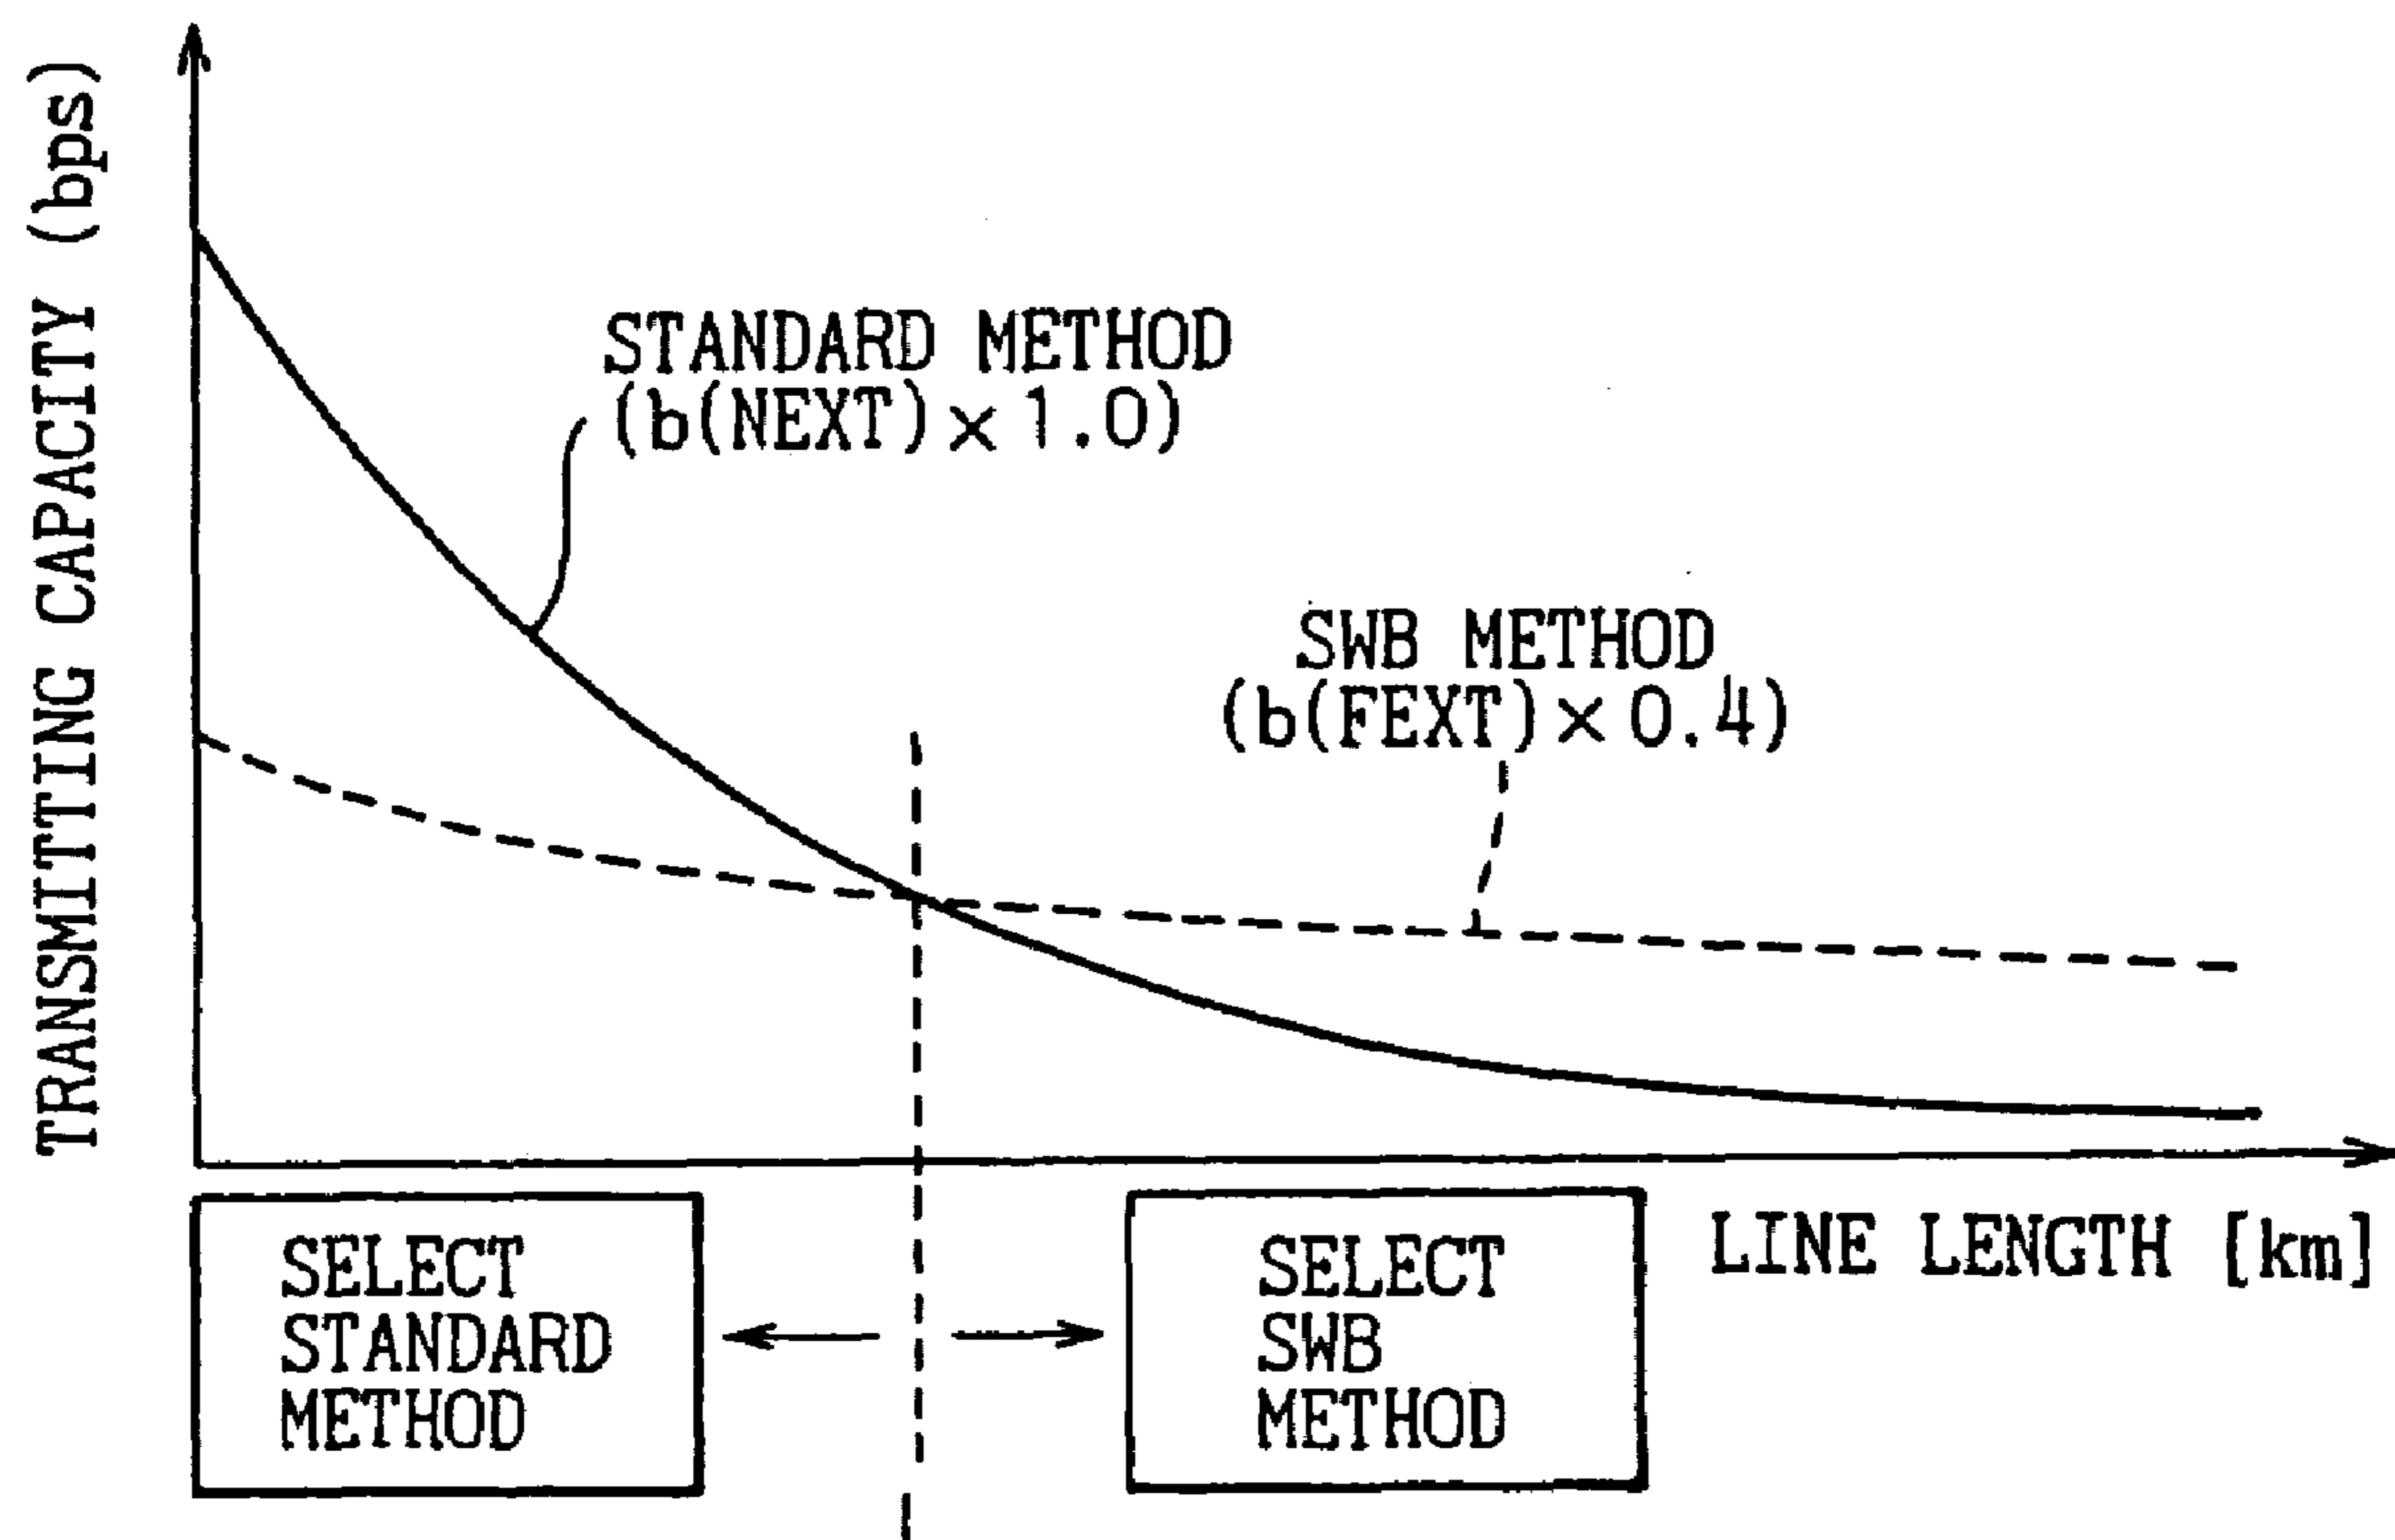 TRANSMITTING CAPACITY (bps)
STANDARD METHOD
(b(NEXT)×1.0)
SWB METHOD
(b(FEXT)×0.4)
LINE LENGTH [km]
SELECT
STANDARD
METHOD
SELECT
SWB
METHOD